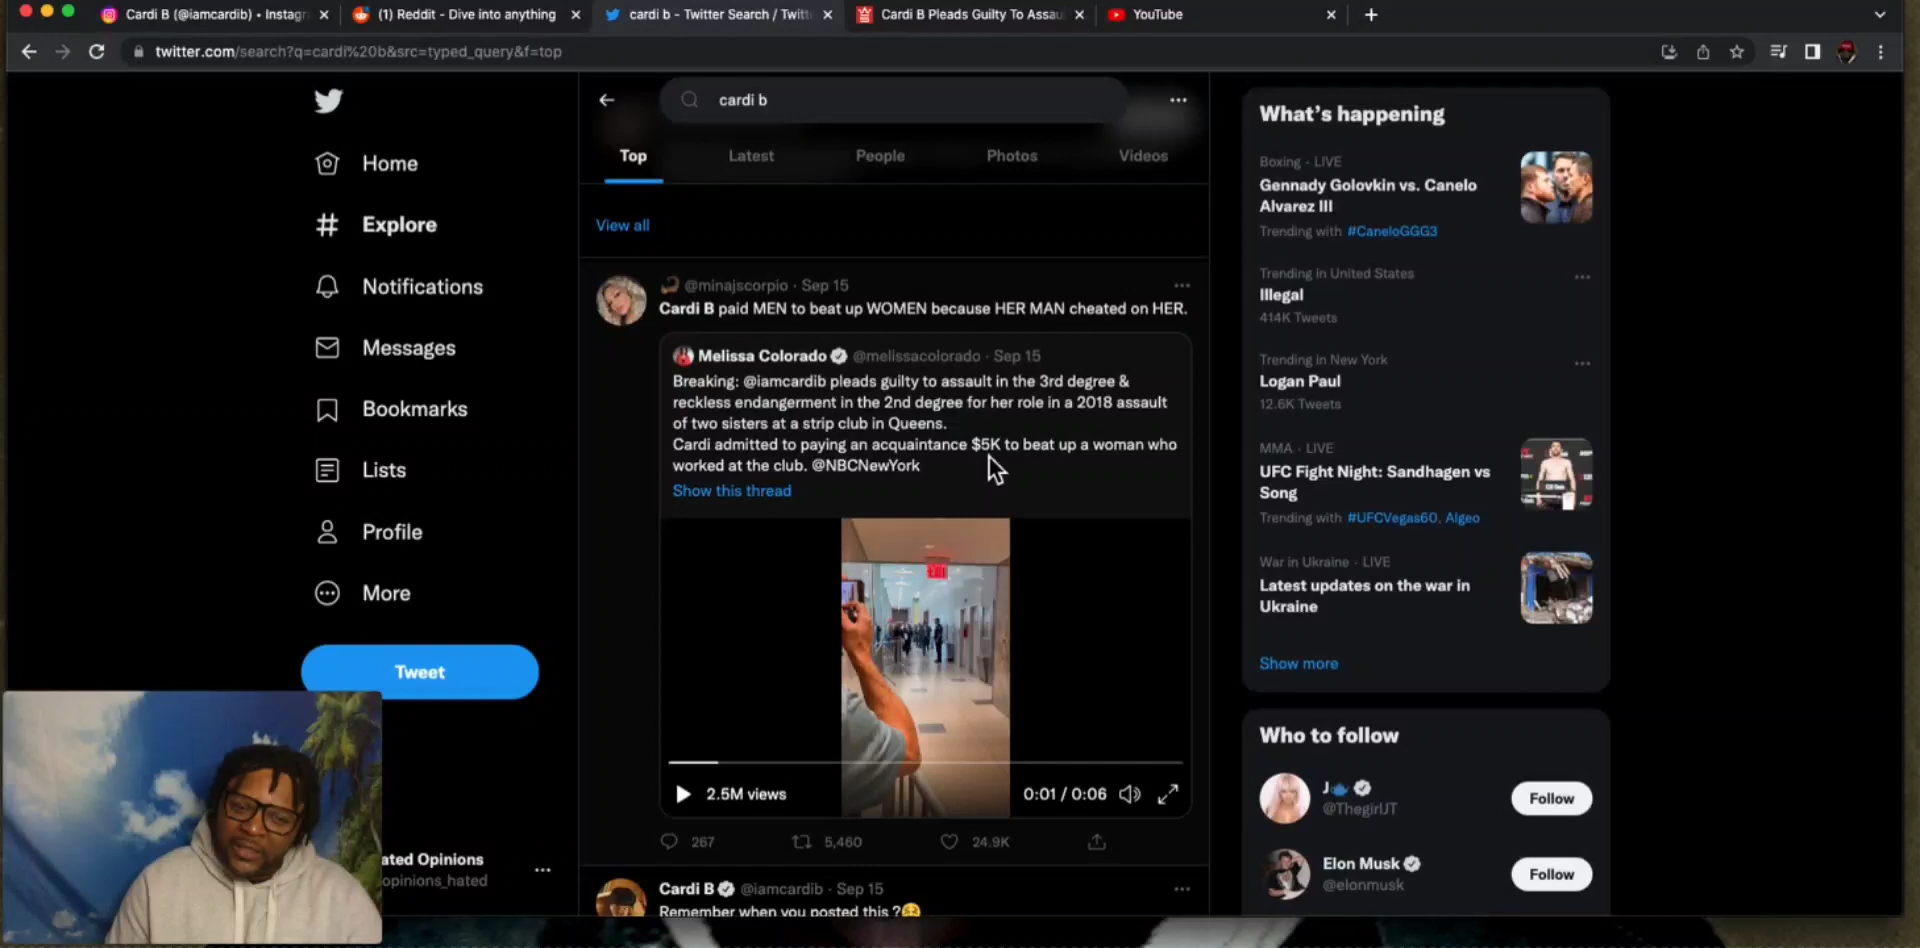 Cardi B (@iamcardib) • Instagr
(1) Reddit - Dive into anything
cardi b - Twitter Search / Twitt
Cardi B Pleads Guilty To Assau
YouTube
twitter.com/search?q=cardi%20b&src=typed_query&f=top
cardi b
Top
Latest
People
Photos
Videos
Home
Explore
Notifications
Messages
Bookmarks
Lists
Profile
More
Tweet
ated Opinions
opinions_hated
View all
@minajscorpio · Sep 15
Cardi B paid MEN to beat up WOMEN because HER MAN cheated on HER.
Melissa Colorado @melissacolorado · Sep 15
Breaking: @iamcardib pleads guilty to assault in the 3rd degree &
reckless endangerment in the 2nd degree for her role in a 2018 assault
of two sisters at a strip club in Queens.
Cardi admitted to paying an acquaintance $5K to beat up a woman who
worked at the club. @NBCNewYork
Show this thread
2.5M views
0:01 / 0:06
267
5,460
24.9K
Cardi B @iamcardib · Sep 15
Remember when you posted this ?
What's happening
Boxing · LIVE
Gennady Golovkin vs. Canelo
Alvarez III
Trending with #CaneloGGG3
Trending in United States
Illegal
414K Tweets
Trending in New York
Logan Paul
12.6K Tweets
MMA · LIVE
UFC Fight Night: Sandhagen vs
Song
Trending with #UFCVegas60, Algeo
War in Ukraine · LIVE
Latest updates on the war in
Ukraine
Show more
Who to follow
J
@ThegirlJT
Follow
Elon Musk
@elonmusk
Follow